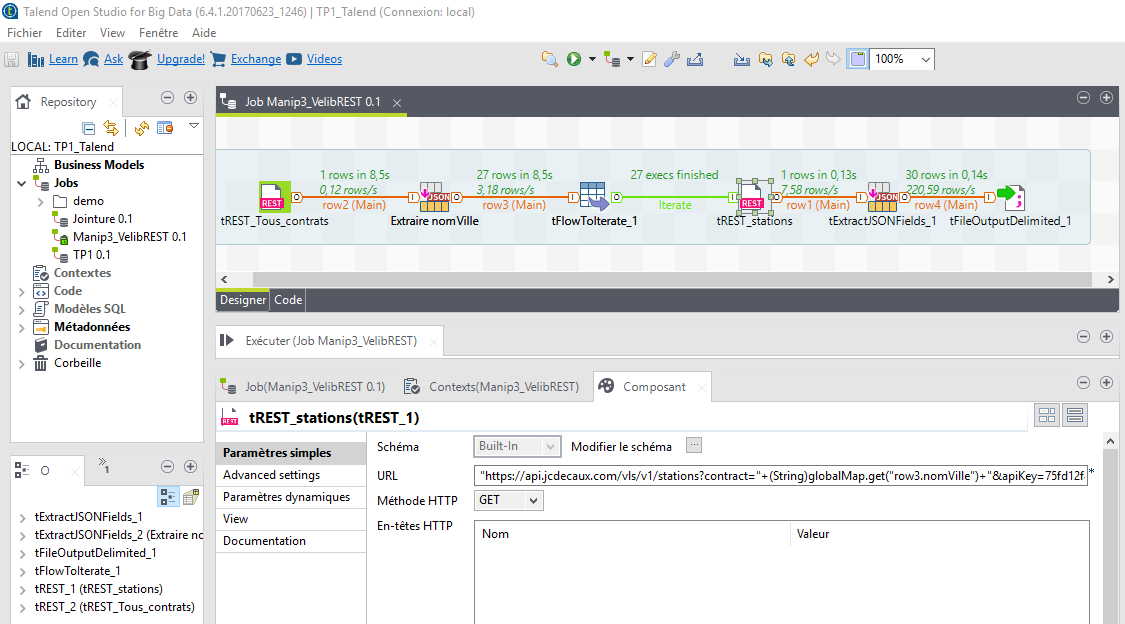 Talend Open Studio for Big Data (6.4.1.20170623_1246) | TP1_Talend (Connexion: local)
Fichier Editer View Fenêtre Aide
Learn Ask Upgrade! Exchange Videos 100%
Repository
LOCAL: TP1_Talend
Business Models
Jobs
demo
Jointure 0.1
Manip3_VelibREST 0.1
TP1 0.1
Contextes
Code
Modèles SQL
Métadonnées
Documentation
Corbeille
Job Manip3_VelibREST 0.1
1 rows in 8,5s
0,12 rows/s
row2 (Main)
27 rows in 8,5s
3,18 rows/s
row3 (Main)
27 execs finished
Iterate
1 rows in 0,13s
7,58 rows/s
row1 (Main)
30 rows in 0,14s
220,59 rows/s
row4 (Main)
REST
JSON
REST
JSON
tREST_Tous_contrats
Extraire nomVille
tFlowToIterate_1
tREST_stations
tExtractJSONFields_1
tFileOutputDelimited_1
Designer Code
Exécuter (Job Manip3_VelibREST)
Job(Manip3_VelibREST 0.1) Contexts(Manip3_VelibREST) Composant
REST
tREST_stations(tREST_1)
Paramètres simples
Advanced settings
Paramètres dynamiques
View
Documentation
Schéma Built-In Modifier le schéma ...
URL "https://api.jcdecaux.com/vls/v1/stations?contract="+(String)globalMap.get("row3.nomVille")+"&apiKey=75fd12f *
Méthode HTTP GET
En-têtes HTTP
Nom Valeur
O
1
tExtractJSONFields_1
tExtractJSONFields_2 (Extraire no
tFileOutputDelimited_1
tFlowToIterate_1
tREST_1 (tREST_stations)
tREST_2 (tREST_Tous_contrats)